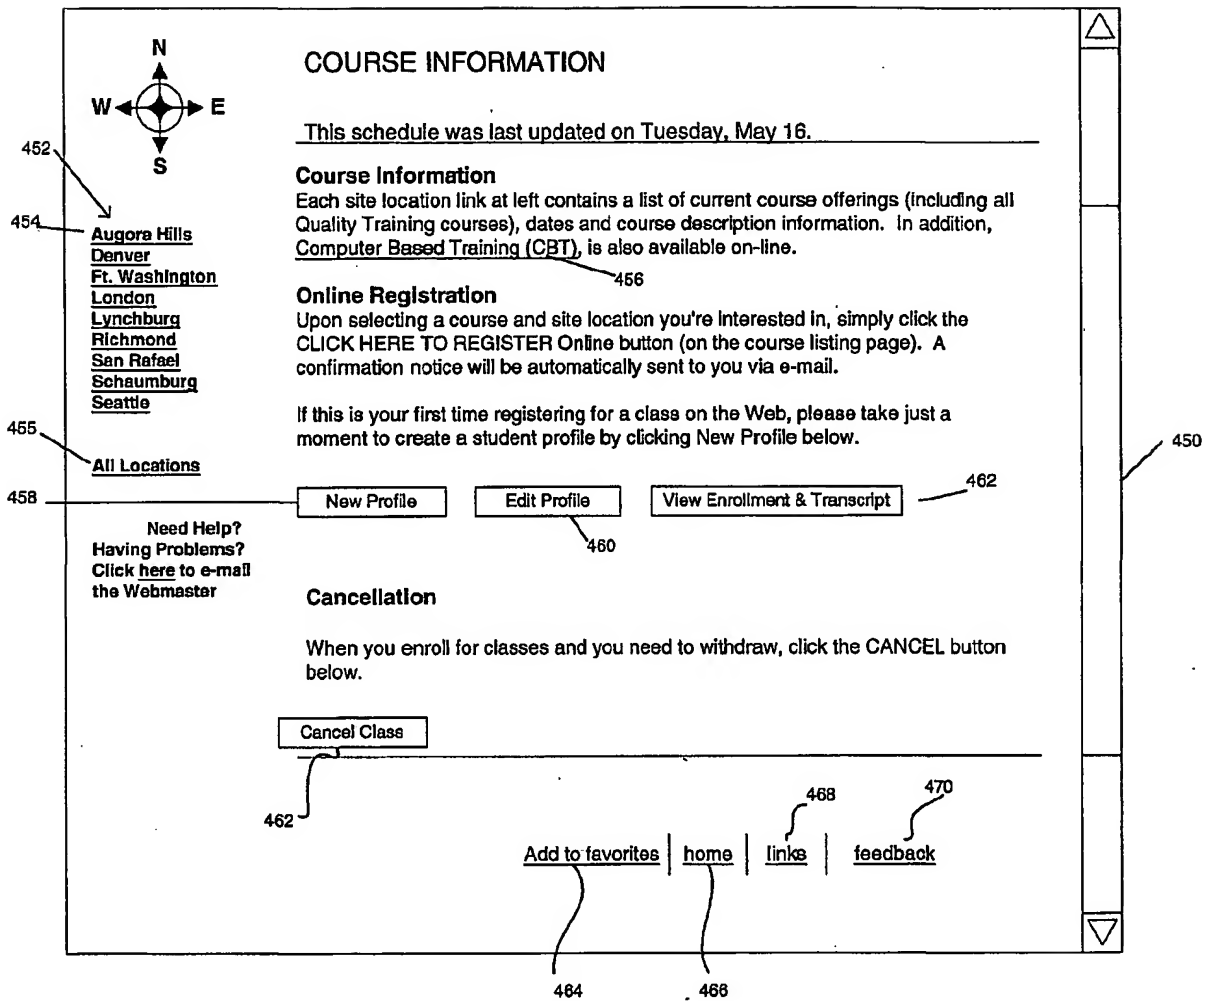 N
W E
S
452
454
Augora Hills
Denver
Ft. Washington
London
Lynchburg
Richmond
San Rafael
Schaumburg
Seattle
455
All Locations
458
Need Help?
Having Problems?
Click here to e-mail
the Webmaster
COURSE INFORMATION
This schedule was last updated on Tuesday, May 16.
Course Information
Each site location link at left contains a list of current course offerings (including all
Quality Training courses), dates and course description information. In addition,
Computer Based Training (CBT), is also available on-line.
456
Online Registration
Upon selecting a course and site location you're interested in, simply click the
CLICK HERE TO REGISTER Online button (on the course listing page). A
confirmation notice will be automatically sent to you via e-mail.
If this is your first time registering for a class on the Web, please take just a
moment to create a student profile by clicking New Profile below.
450
New Profile Edit Profile View Enrollment & Transcript 462
460
Cancellation
When you enroll for classes and you need to withdraw, click the CANCEL button
below.
Cancel Class
462
468 470
Add to favorites | home | links | feedback
464 466